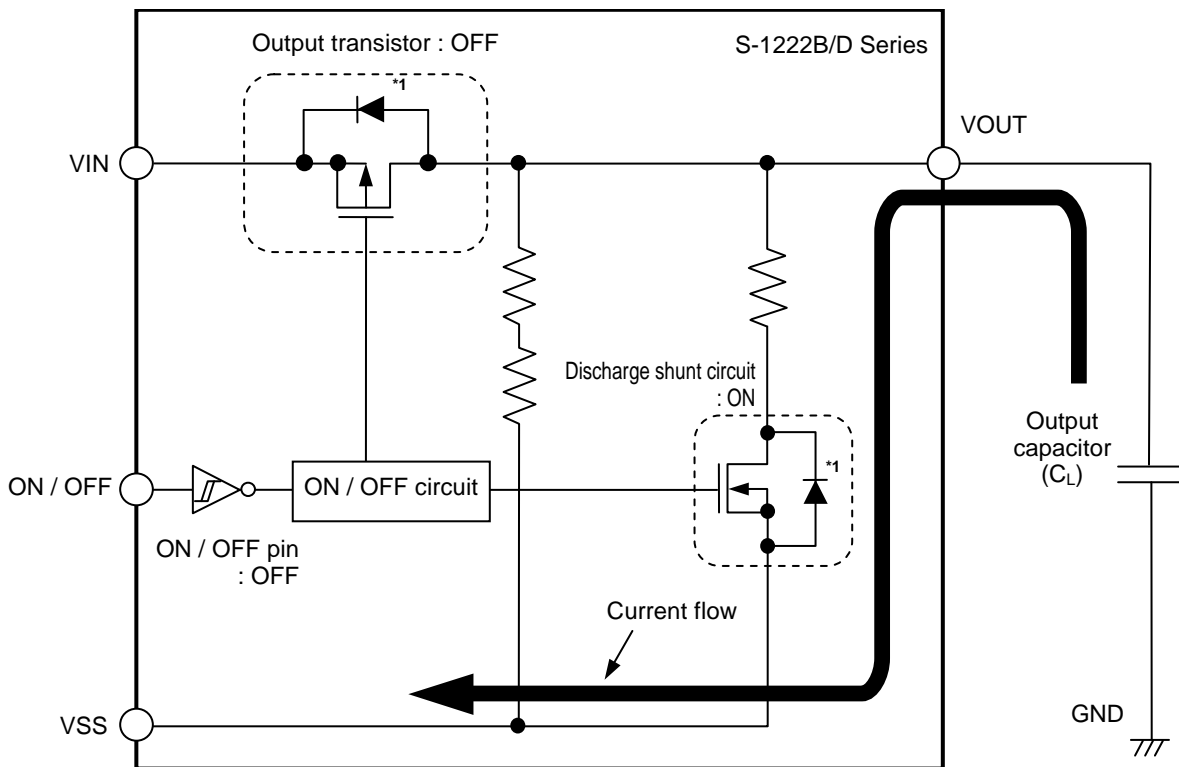 Output transistor : OFF
S-1222B/D Series
*1
VOUT
VIN
Discharge shunt circuit
: ON
*1
Output
capacitor
(CL)
ON / OFF
ON / OFF circuit
ON / OFF pin
: OFF
Current flow
GND
VSS